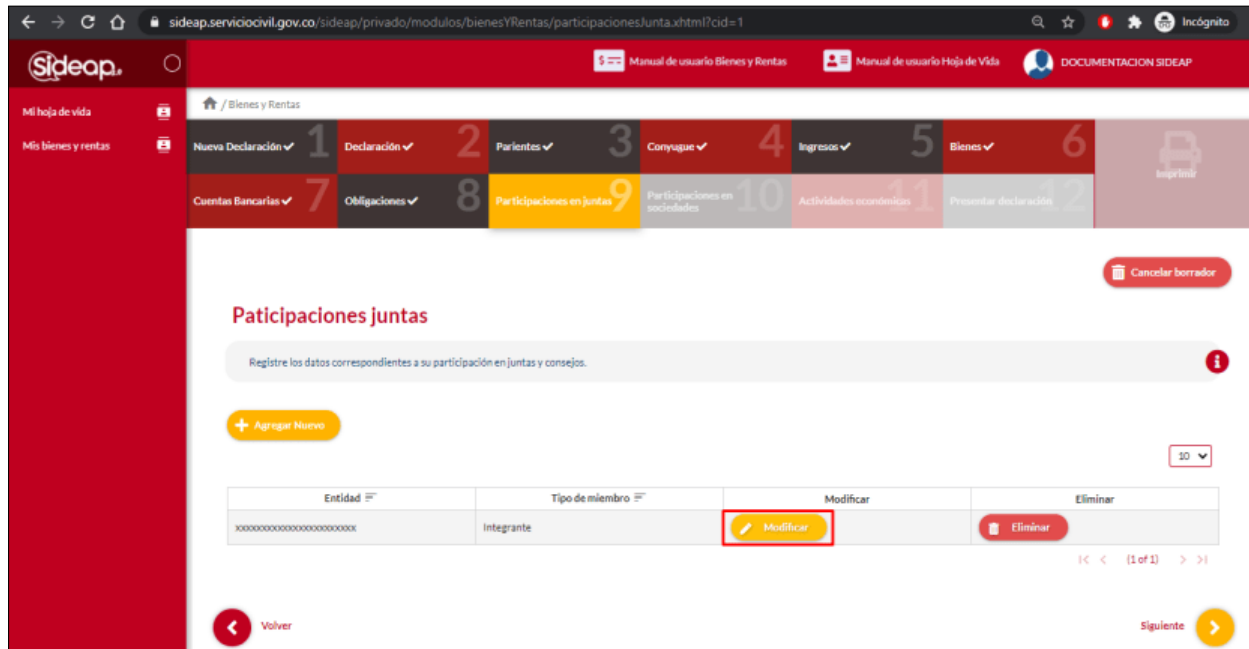 sideap.serviciocivil.gov.co/sideap/privado/modulos/bienesYRentas/participacionesJunta.xhtml?cid=1
Incógnito
Sideap.
Manual de usuario Bienes y Rentas
Manual de usuario Hoja de Vida
DOCUMENTACION SIDEAP
Mi hoja de vida
Mis bienes y rentas
/ Bienes y Rentas
Nueva Declaración ✔ 1
Declaración ✔ 2
Parientes ✔ 3
Conyugue ✔ 4
Ingresos ✔ 5
Bienes ✔ 6
Imprimir
Cuentas Bancarias ✔ 7
Obligaciones ✔ 8
Participaciones en juntas 9
Participaciones en
sociedades
10
Actividades económicas 11
Presentar declaración 12
Cancelar borrador
Paticipaciones juntas
Registre los datos correspondientes a su participación en juntas y consejos.
Agregar Nuevo
10
Entidad Tipo de miembro Modificar Eliminar
xxxxxxxxxxxxxxxxxxxxxxxx Integrante Modificar Eliminar
(1 of 1)
Volver
Siguiente